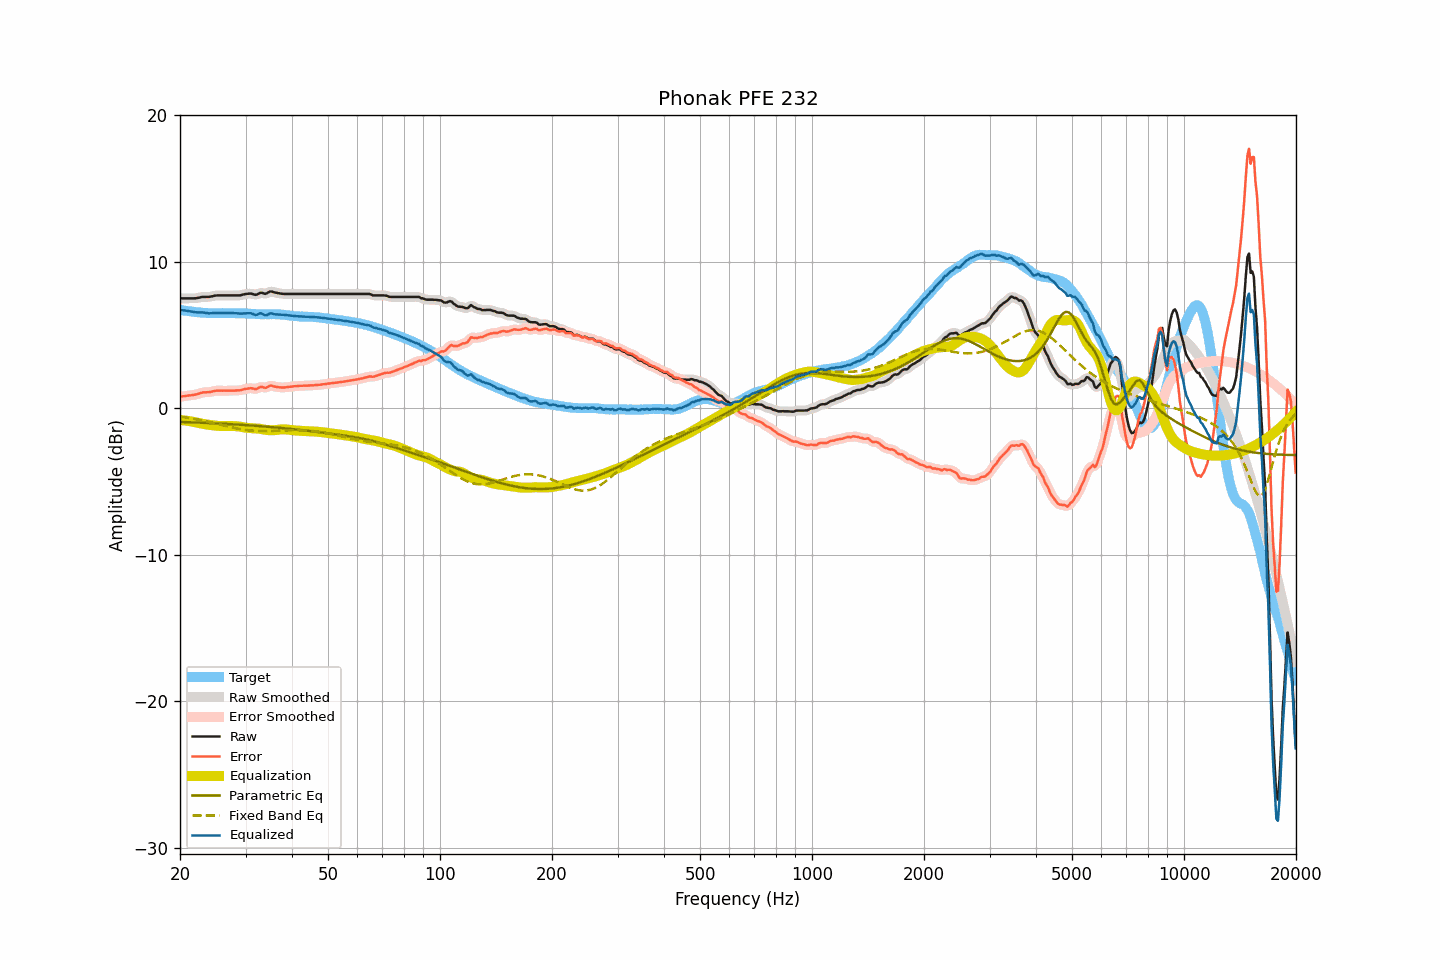 Phonak PFE 232
20
10
0
−10
−20
−30
Amplitude (dBr)
Target
Raw Smoothed
Error Smoothed
Raw
Error
Equalization
Parametric Eq
Fixed Band Eq
Equalized
20 50 100 200 500 1000 2000 5000 10000 20000
Frequency (Hz)